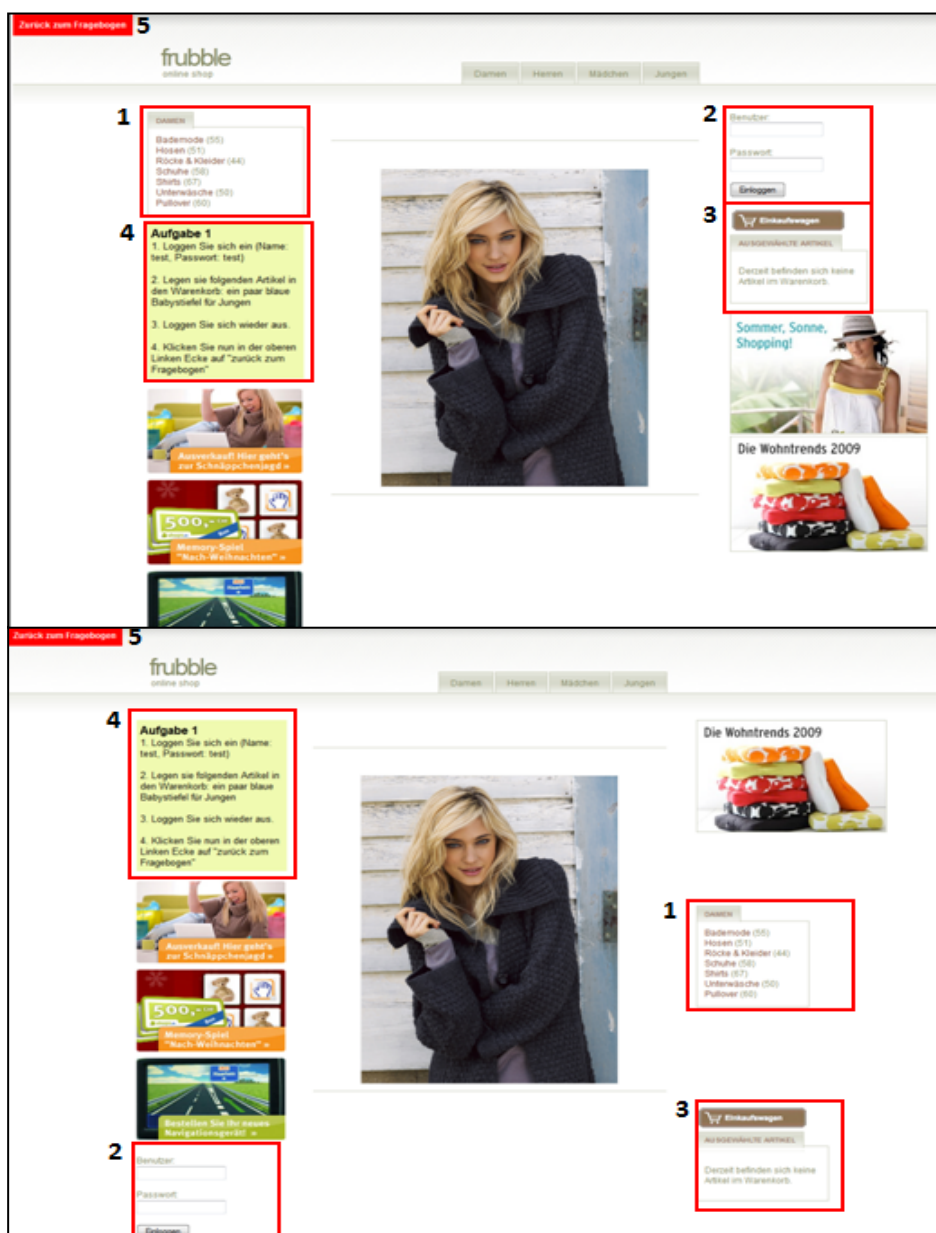 Zurück zum Fragebogen 5
frubble
online shop
Damen Herren Mädchen Jungen
1
DAMEN
Bademode (55)
Hosen (51)
Röcke & Kleider (44)
Schuhe (58)
Shirts (67)
Unterwäsche (50)
Pullover (60)
2
Benutzer:
Passwort:
Einloggen
3
Einkaufswagen
AUSGEWÄHLTE ARTIKEL
Derzeit befinden sich keine
Artikel im Warenkorb.
4
Aufgabe 1
1. Loggen Sie sich ein (Name:
test, Passwort: test)
2. Legen sie folgenden Artikel in
den Warenkorb: ein paar blaue
Babystiefel für Jungen
3. Loggen Sie sich wieder aus.
4. Klicken Sie nun in der oberen
Linken Ecke auf "zurück zum
Fragebogen"
Sommer, Sonne,
Shopping!
Die Wohntrends 2009
Ausverkauf! Hier geht's
zur Schnäppchenjagd »
500,-
Memory-Spiel
"Nach-Weihnachten" »
Zurück zum Fragebogen 5
frubble
online shop
Damen Herren Mädchen Jungen
4
Aufgabe 1
1. Loggen Sie sich ein (Name:
test, Passwort: test)
2. Legen sie folgenden Artikel in
den Warenkorb: ein paar blaue
Babystiefel für Jungen
3. Loggen Sie sich wieder aus.
4. Klicken Sie nun in der oberen
Linken Ecke auf "zurück zum
Fragebogen"
Die Wohntrends 2009
Ausverkauf! Hier geht's
zur Schnäppchenjagd »
1
DAMEN
Bademode (55)
Hosen (51)
Röcke & Kleider (44)
Schuhe (58)
Shirts (67)
Unterwäsche (50)
Pullover (60)
500,-
Memory-Spiel
"Nach-Weihnachten" »
Bestellen Sie Ihr neues
Navigationsgerät! »
3
Einkaufswagen
AUSGEWÄHLTE ARTIKEL
Derzeit befinden sich keine
Artikel im Warenkorb.
2
Benutzer:
Passwort:
Einloggen